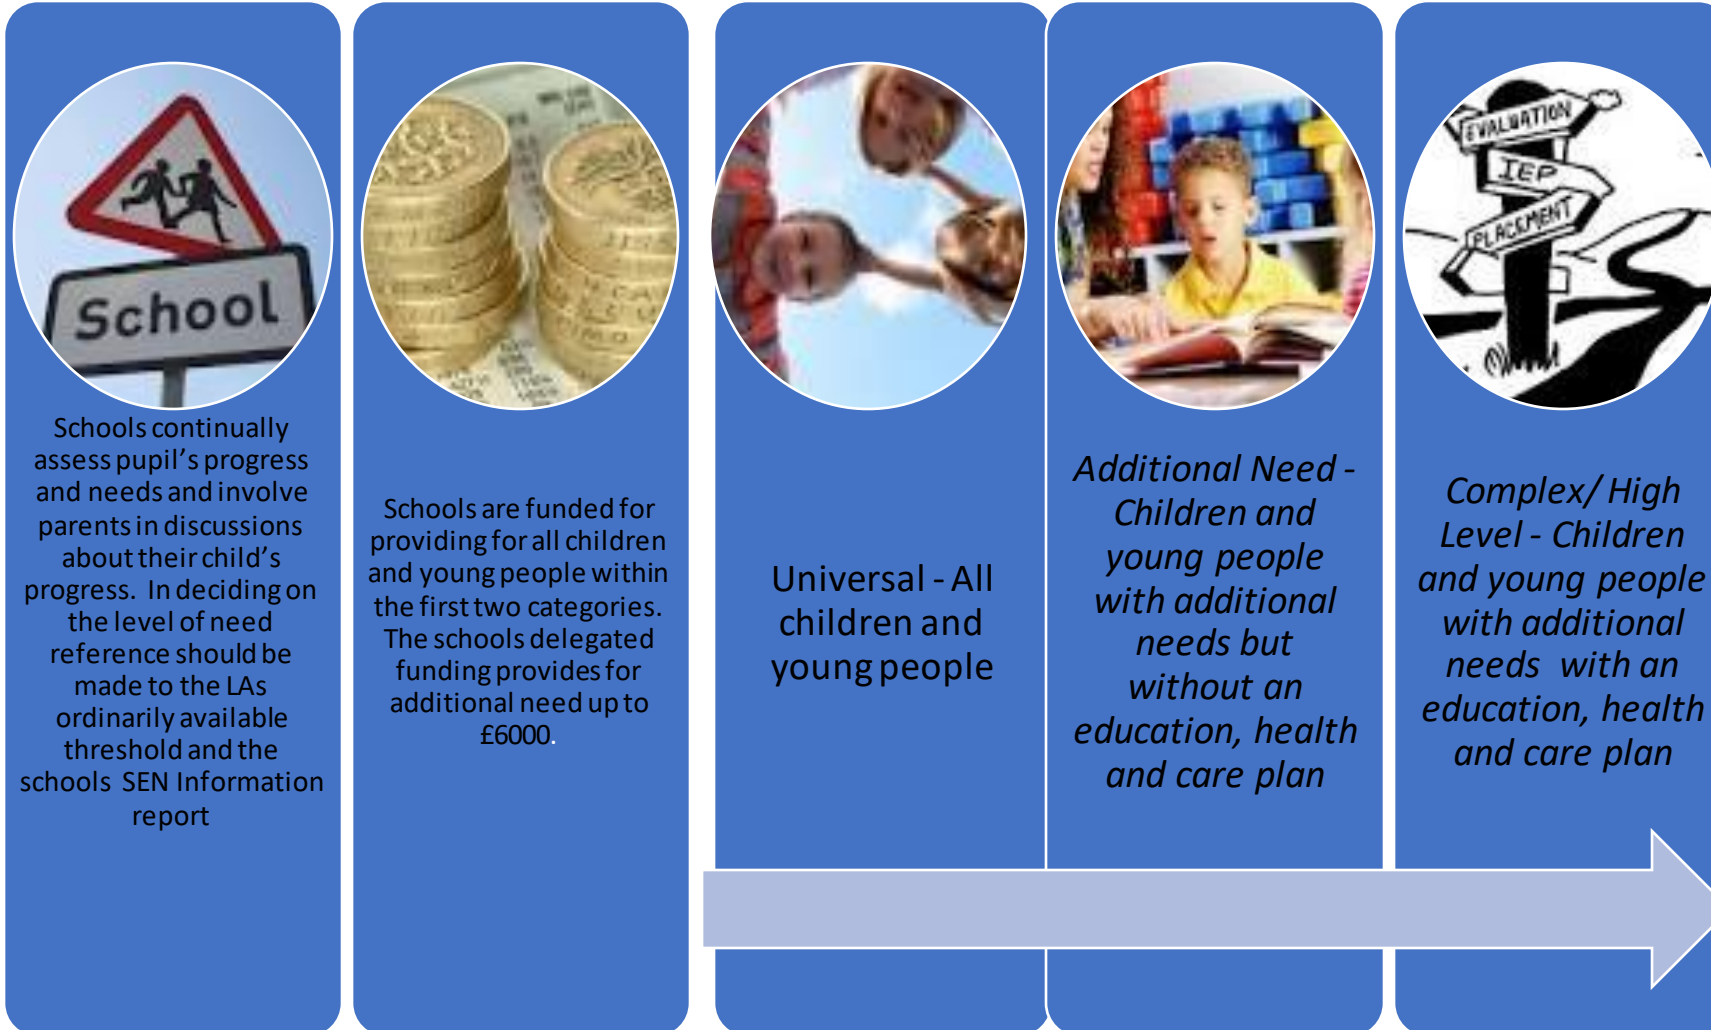 School
Schools continually
assess pupil's progress
and needs and involve
parents in discussions
about their child's
progress.  In deciding on
the level of need
reference should be
made to the LAs
ordinarily available
threshold and the
schools  SEN Information
report
Schools are funded for
providing for all children
and young people within
the first two categories.
The schools delegated
funding provides for
additional need up to
£6000.
Universal - All
children and
young people
Additional Need -
Children and
young people
with additional
needs but
without an
education, health
and care plan
EVALUATION
IEP
PLACEMENT
Complex/ High
Level - Children
and young people
with additional
needs  with an
education, health
and care plan